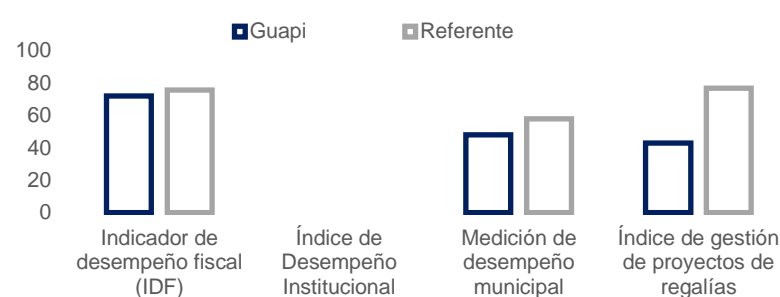 Guapi Referente
100
80
60
40
20
0
Indicador de
desempeño fiscal
(IDF)
Índice de
Desempeño
Institucional
Medición de
desempeño
municipal
Índice de gestión
de proyectos de
regalías